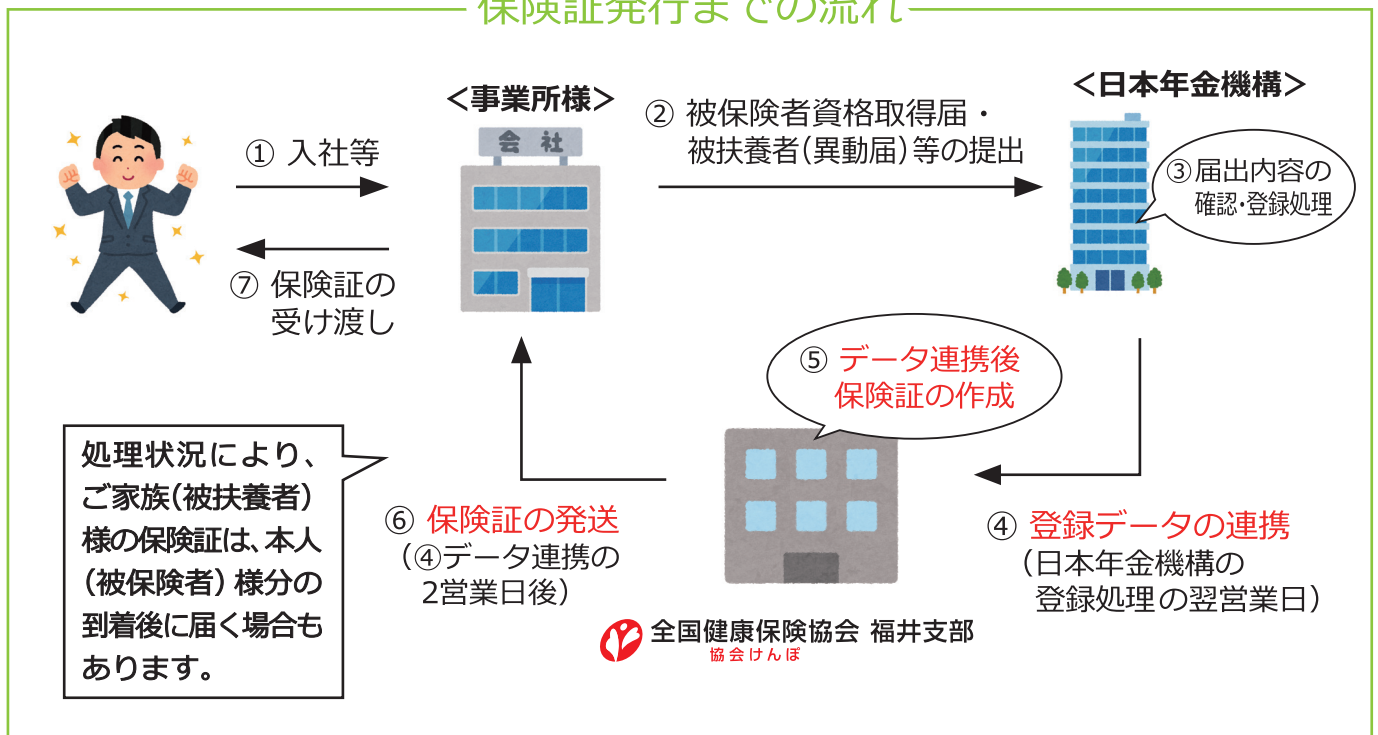 保険証発行までの流れ
<事業所様>
会社
<日本年金機構>
① 入社等
② 被保険者資格取得届・
被扶養者(異動届)等の提出
③届出内容の
確認・登録処理
⑦ 保険証の
受け渡し
⑤ データ連携後
保険証の作成
④ 登録データの連携
(日本年金機構の
登録処理の翌営業日)
⑥ 保険証の発送
(④データ連携の
2営業日後)
処理状況により、
ご家族(被扶養者)
様の保険証は、本人
(被保険者)様分の
到着後に届く場合も
あります。
全国健康保険協会 福井支部
協会けんぽ